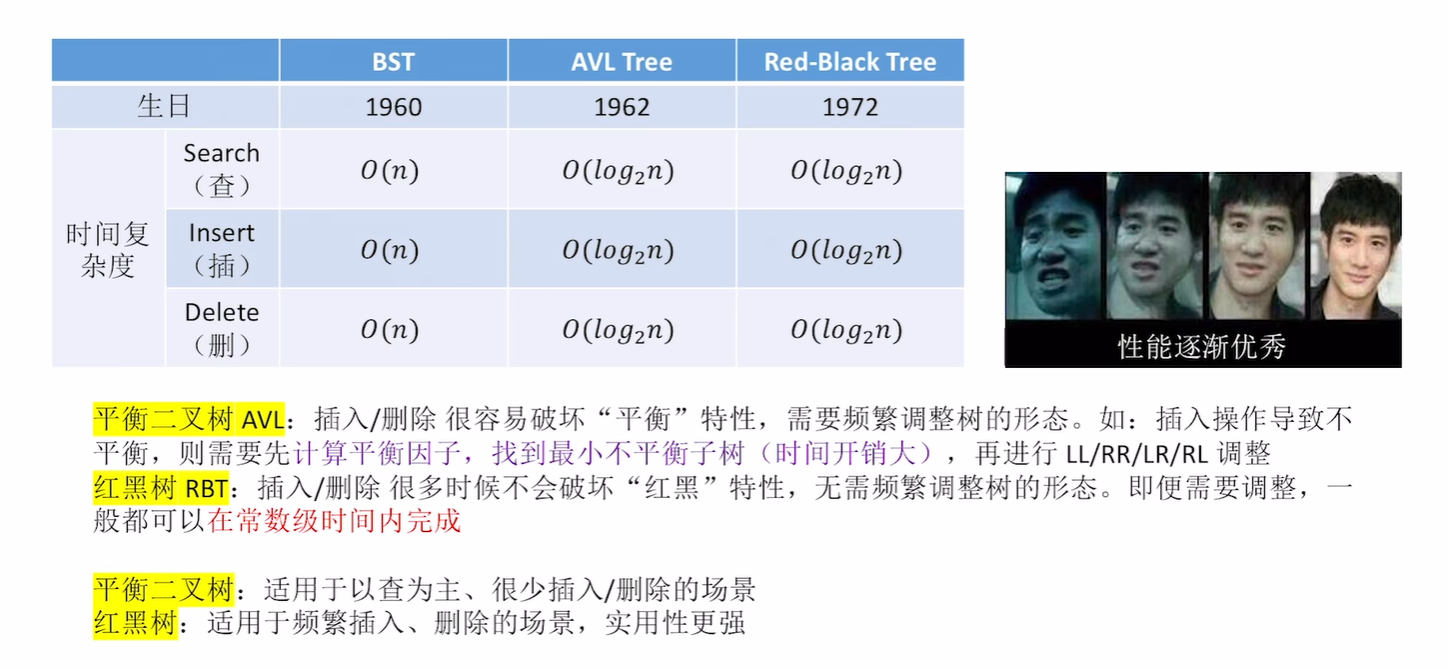 BST AVL Tree Red-Black Tree
生日 1960 1962 1972
时间复
杂度
Search
（查）
O(n) O(log₂n) O(log₂n)
Insert
（插）
O(n) O(log₂n) O(log₂n)
Delete
（删）
O(n) O(log₂n) O(log₂n)
性能逐渐优秀
平衡二叉树 AVL：插入/删除 很容易破坏“平衡”特性，需要频繁调整树的形态。如：插入操作导致不
平衡，则需要先计算平衡因子，找到最小不平衡子树（时间开销大），再进行 LL/RR/LR/RL 调整
红黑树 RBT：插入/删除 很多时候不会破坏“红黑”特性，无需频繁调整树的形态。即便需要调整，一
般都可以在常数级时间内完成
平衡二叉树：适用于以查为主、很少插入/删除的场景
红黑树：适用于频繁插入、删除的场景，实用性更强